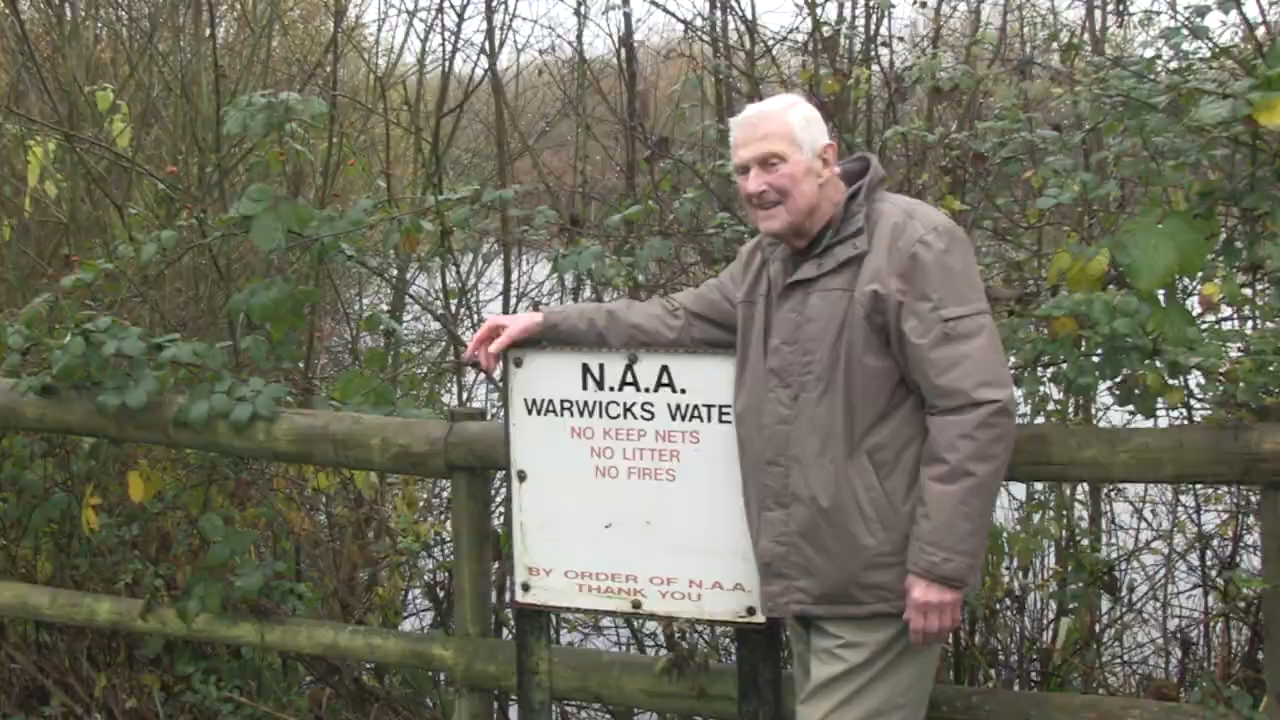 N.A.A.
WARWICKS WATE
NO KEEP NETS
NO LITTER
NO FIRES
BY ORDER OF N.A.A.
THANK YOU